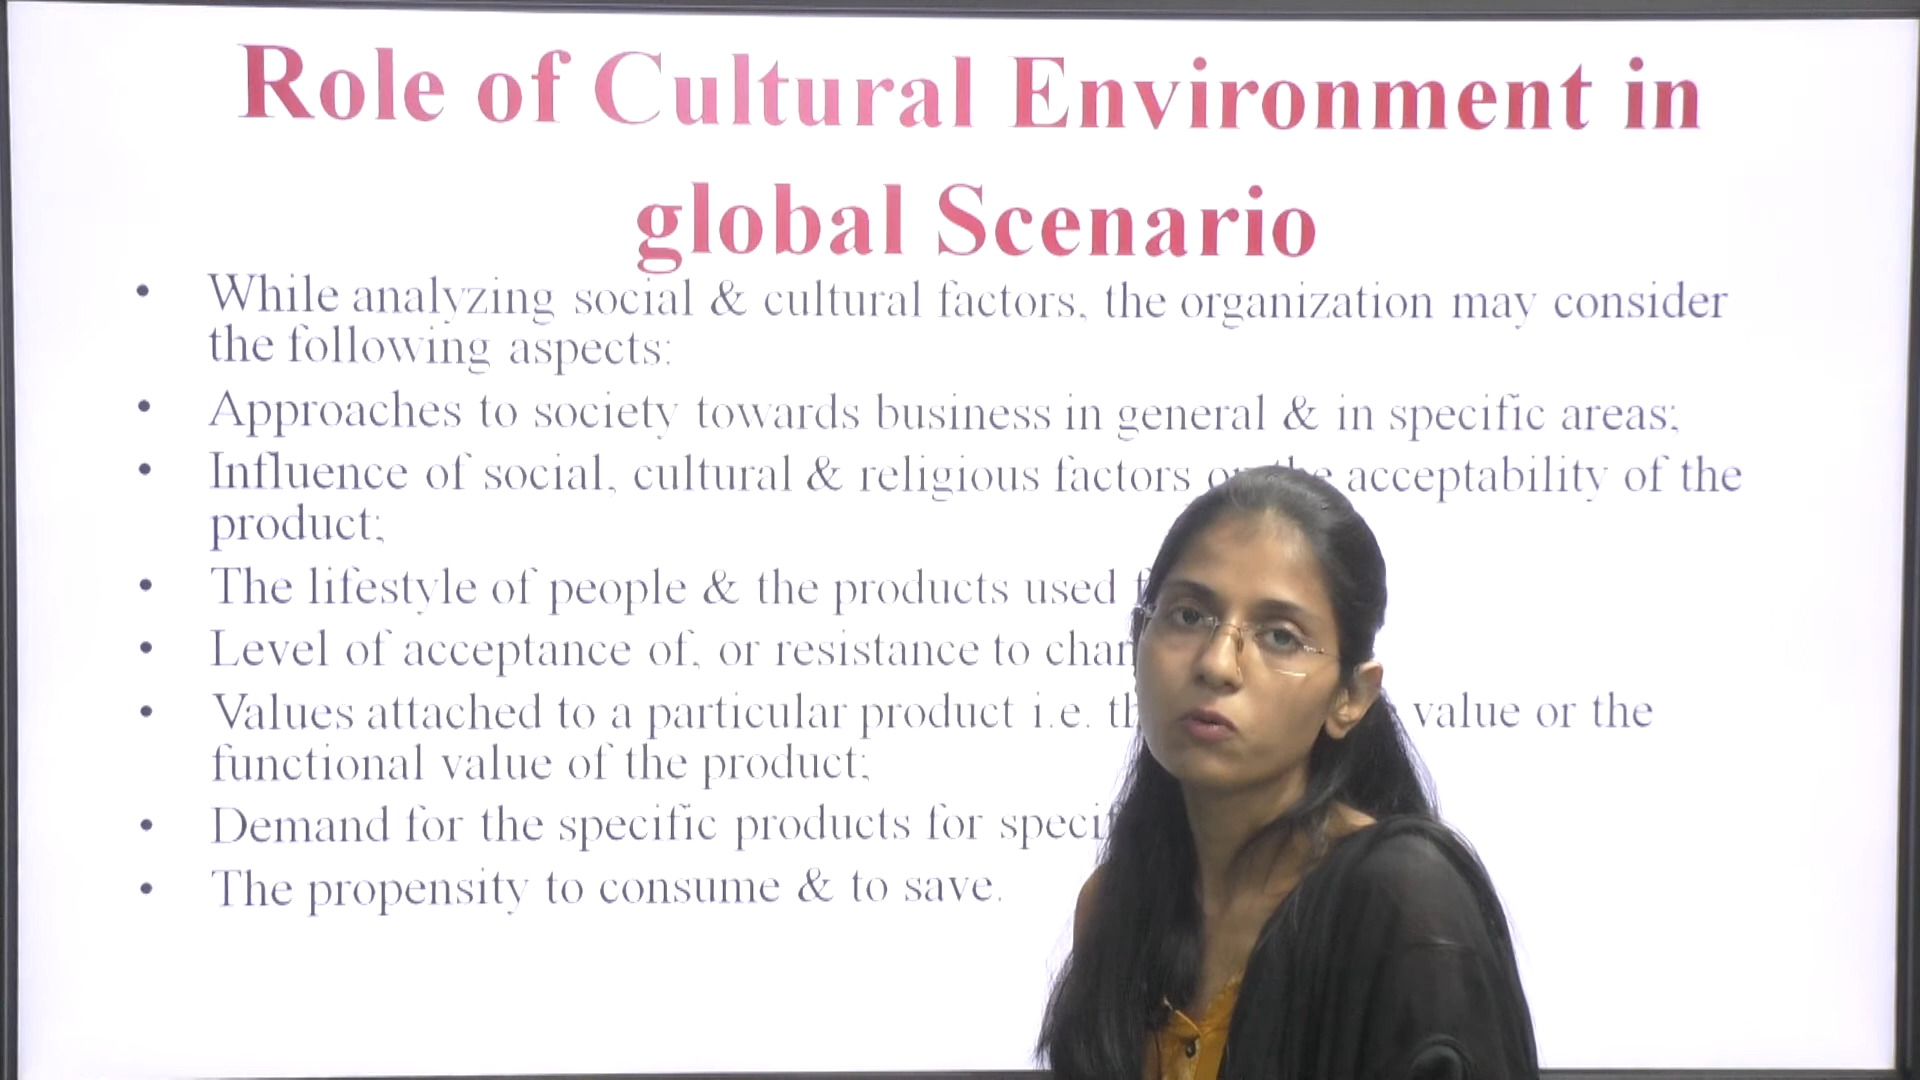 Role of Cultural Environment in
global Scenario
• While analyzing social & cultural factors, the organization may consider
the following aspects:
• Approaches to society towards business in general & in specific areas;
• Influence of social, cultural & religious factors on the acceptability of the
product;
• The lifestyle of people & the products used
• Level of acceptance of, or resistance to
• Values attached to a particular product i.e. value or the
functional value of the product;
• Demand for the specific products for
• The propensity to consume & to save.